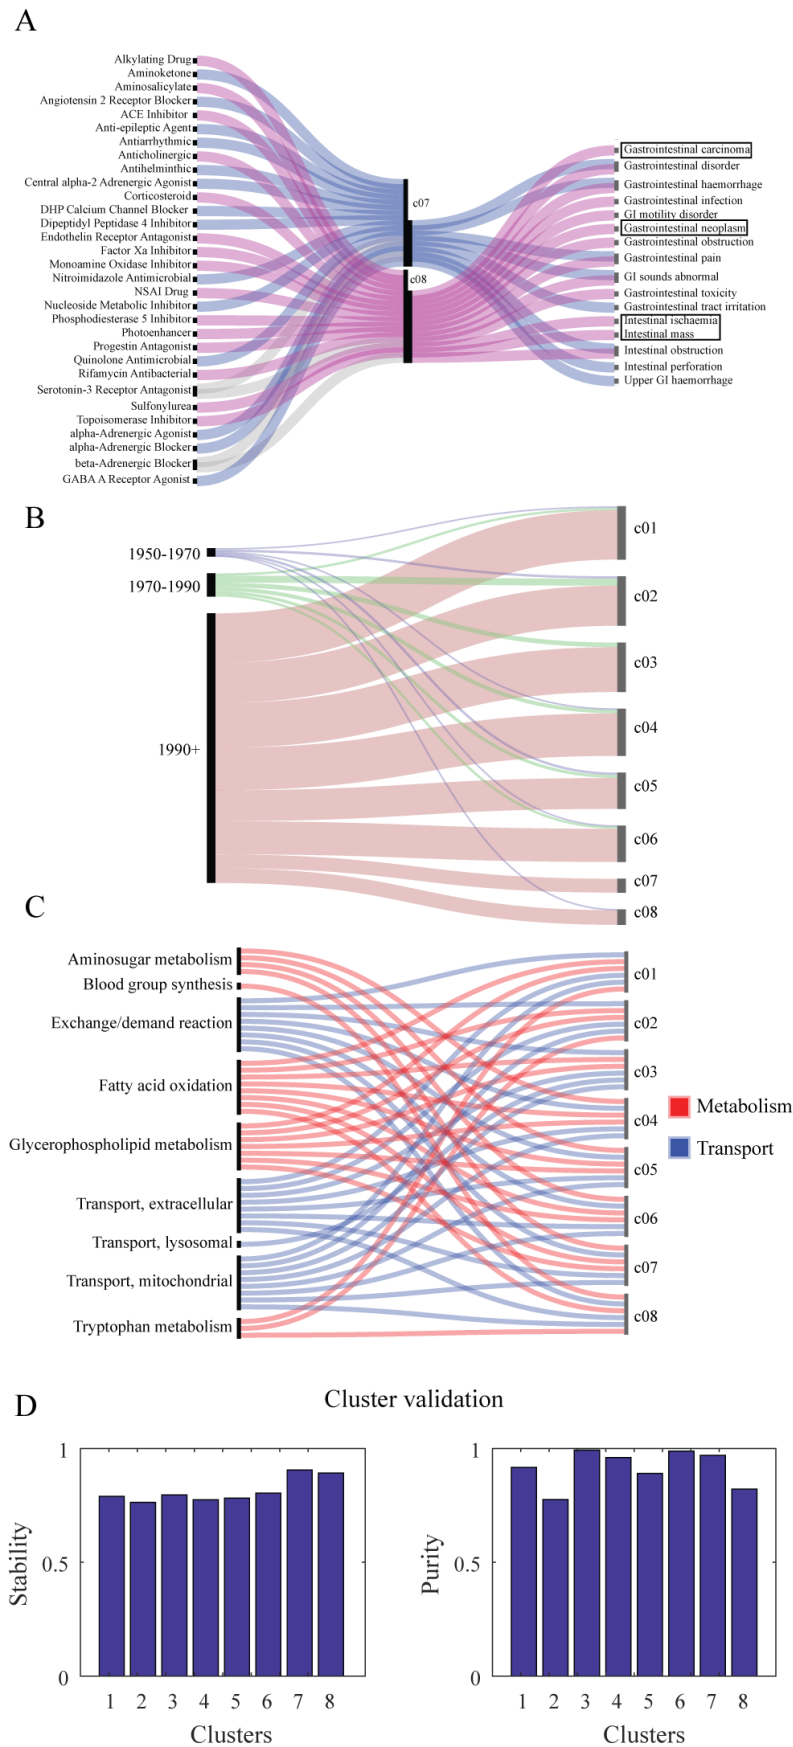 A
Alkylating Drug
Aminoketone
Aminosalicylate
Angiotensin 2 Receptor Blocker
ACE Inhibitor
Anti-epileptic Agent
Antiarrhythmic
Anticholinergic
Antihelminthic
Central alpha-2 Adrenergic Agonist
Corticosteroid
DHP Calcium Channel Blocker
Dipeptidyl Peptidase 4 Inhibitor
Endothelin Receptor Antagonist
Factor Xa Inhibitor
Monoamine Oxidase Inhibitor
Nitroimidazole Antimicrobial
NSAI Drug
Nucleoside Metabolic Inhibitor
Phosphodiesterase 5 Inhibitor
Photoenhancer
Progestin Antagonist
Quinolone Antimicrobial
Rifamycin Antibacterial
Serotonin-3 Receptor Antagonist
Sulfonylurea
Topoisomerase Inhibitor
alpha-Adrenergic Agonist
alpha-Adrenergic Blocker
beta-Adrenergic Blocker
GABA A Receptor Agonist
c07
c08
Gastrointestinal carcinoma
Gastrointestinal disorder
Gastrointestinal haemorrhage
Gastrointestinal infection
GI motility disorder
Gastrointestinal neoplasm
Gastrointestinal obstruction
Gastrointestinal pain
GI sounds abnormal
Gastrointestinal toxicity
Gastrointestinal tract irritation
Intestinal ischaemia
Intestinal mass
Intestinal obstruction
Intestinal perforation
Upper GI haemorrhage
B
1950-1970
1970-1990
1990+
c01
c02
c03
c04
c05
c06
c07
c08
C
Aminosugar metabolism
Blood group synthesis
Exchange/demand reaction
Fatty acid oxidation
Glycerophospholipid metabolism
Transport, extracellular
Transport, lysosomal
Transport, mitochondrial
Tryptophan metabolism
c01
c02
c03
c04
c05
c06
c07
c08
Metabolism
Transport
D
Cluster validation
1
0.5
0
Stability
1 2 3 4 5 6 7 8
Clusters
1
0.5
0
Purity
1 2 3 4 5 6 7 8
Clusters